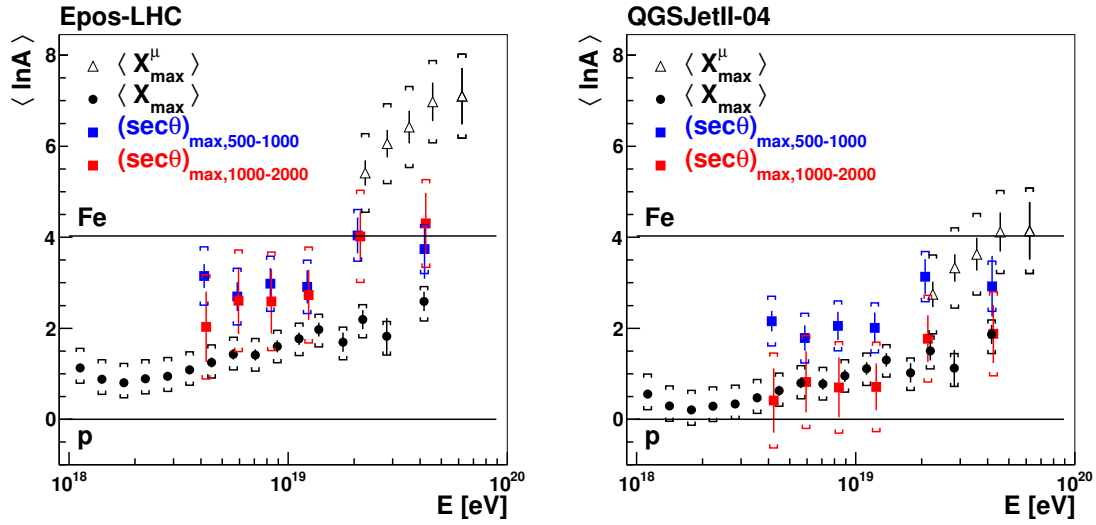 Epos-LHC
⟨ lnA⟩
8
6
4
2
0
⟨ X^μ_max ⟩
⟨ X_max ⟩
(secθ)_max,500-1000
(secθ)_max,1000-2000
Fe
p
10^18
10^19
10^20
E [eV]
QGSJetII-04
⟨ lnA⟩
8
6
4
2
0
⟨ X^μ_max ⟩
⟨ X_max ⟩
(secθ)_max,500-1000
(secθ)_max,1000-2000
Fe
p
10^18
10^19
10^20
E [eV]